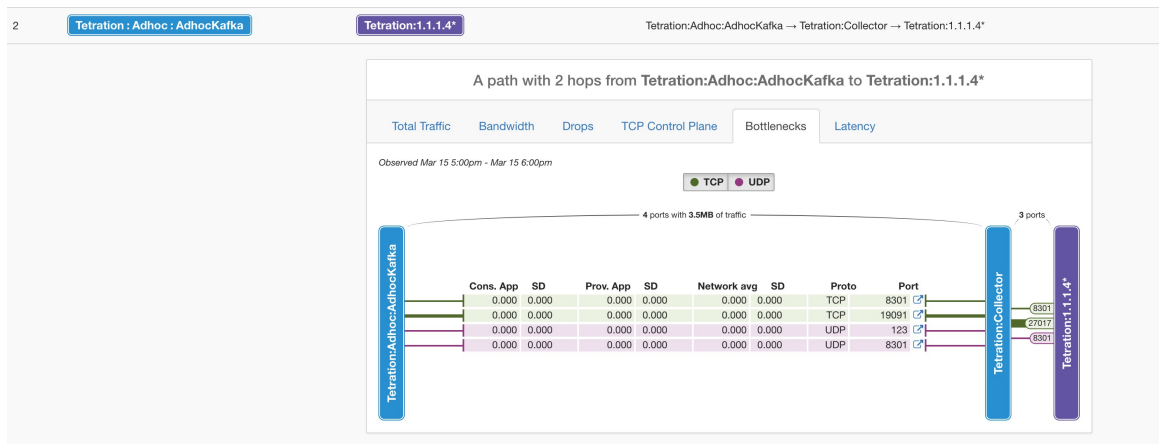 2 Tetration : Adhoc : AdhocKafka Tetration:1.1.1.4* Tetration:Adhoc:AdhocKafka → Tetration:Collector → Tetration:1.1.1.4*
A path with 2 hops from Tetration:Adhoc:AdhocKafka to Tetration:1.1.1.4*
Total Traffic Bandwidth Drops TCP Control Plane Bottlenecks Latency
Observed Mar 15 5:00pm - Mar 15 6:00pm
TCP UDP
4 ports with 3.5MB of traffic 3 ports
Tetration:Adhoc:AdhocKafka
Cons. App SD Prov. App SD Network avg SD Proto Port
0.000 0.000 0.000 0.000 0.000 0.000 TCP 8301
0.000 0.000 0.000 0.000 0.000 0.000 TCP 19091
0.000 0.000 0.000 0.000 0.000 0.000 UDP 123
0.000 0.000 0.000 0.000 0.000 0.000 UDP 8301
Tetration:Collector
8301
27017
8301
Tetration:1.1.1.4*